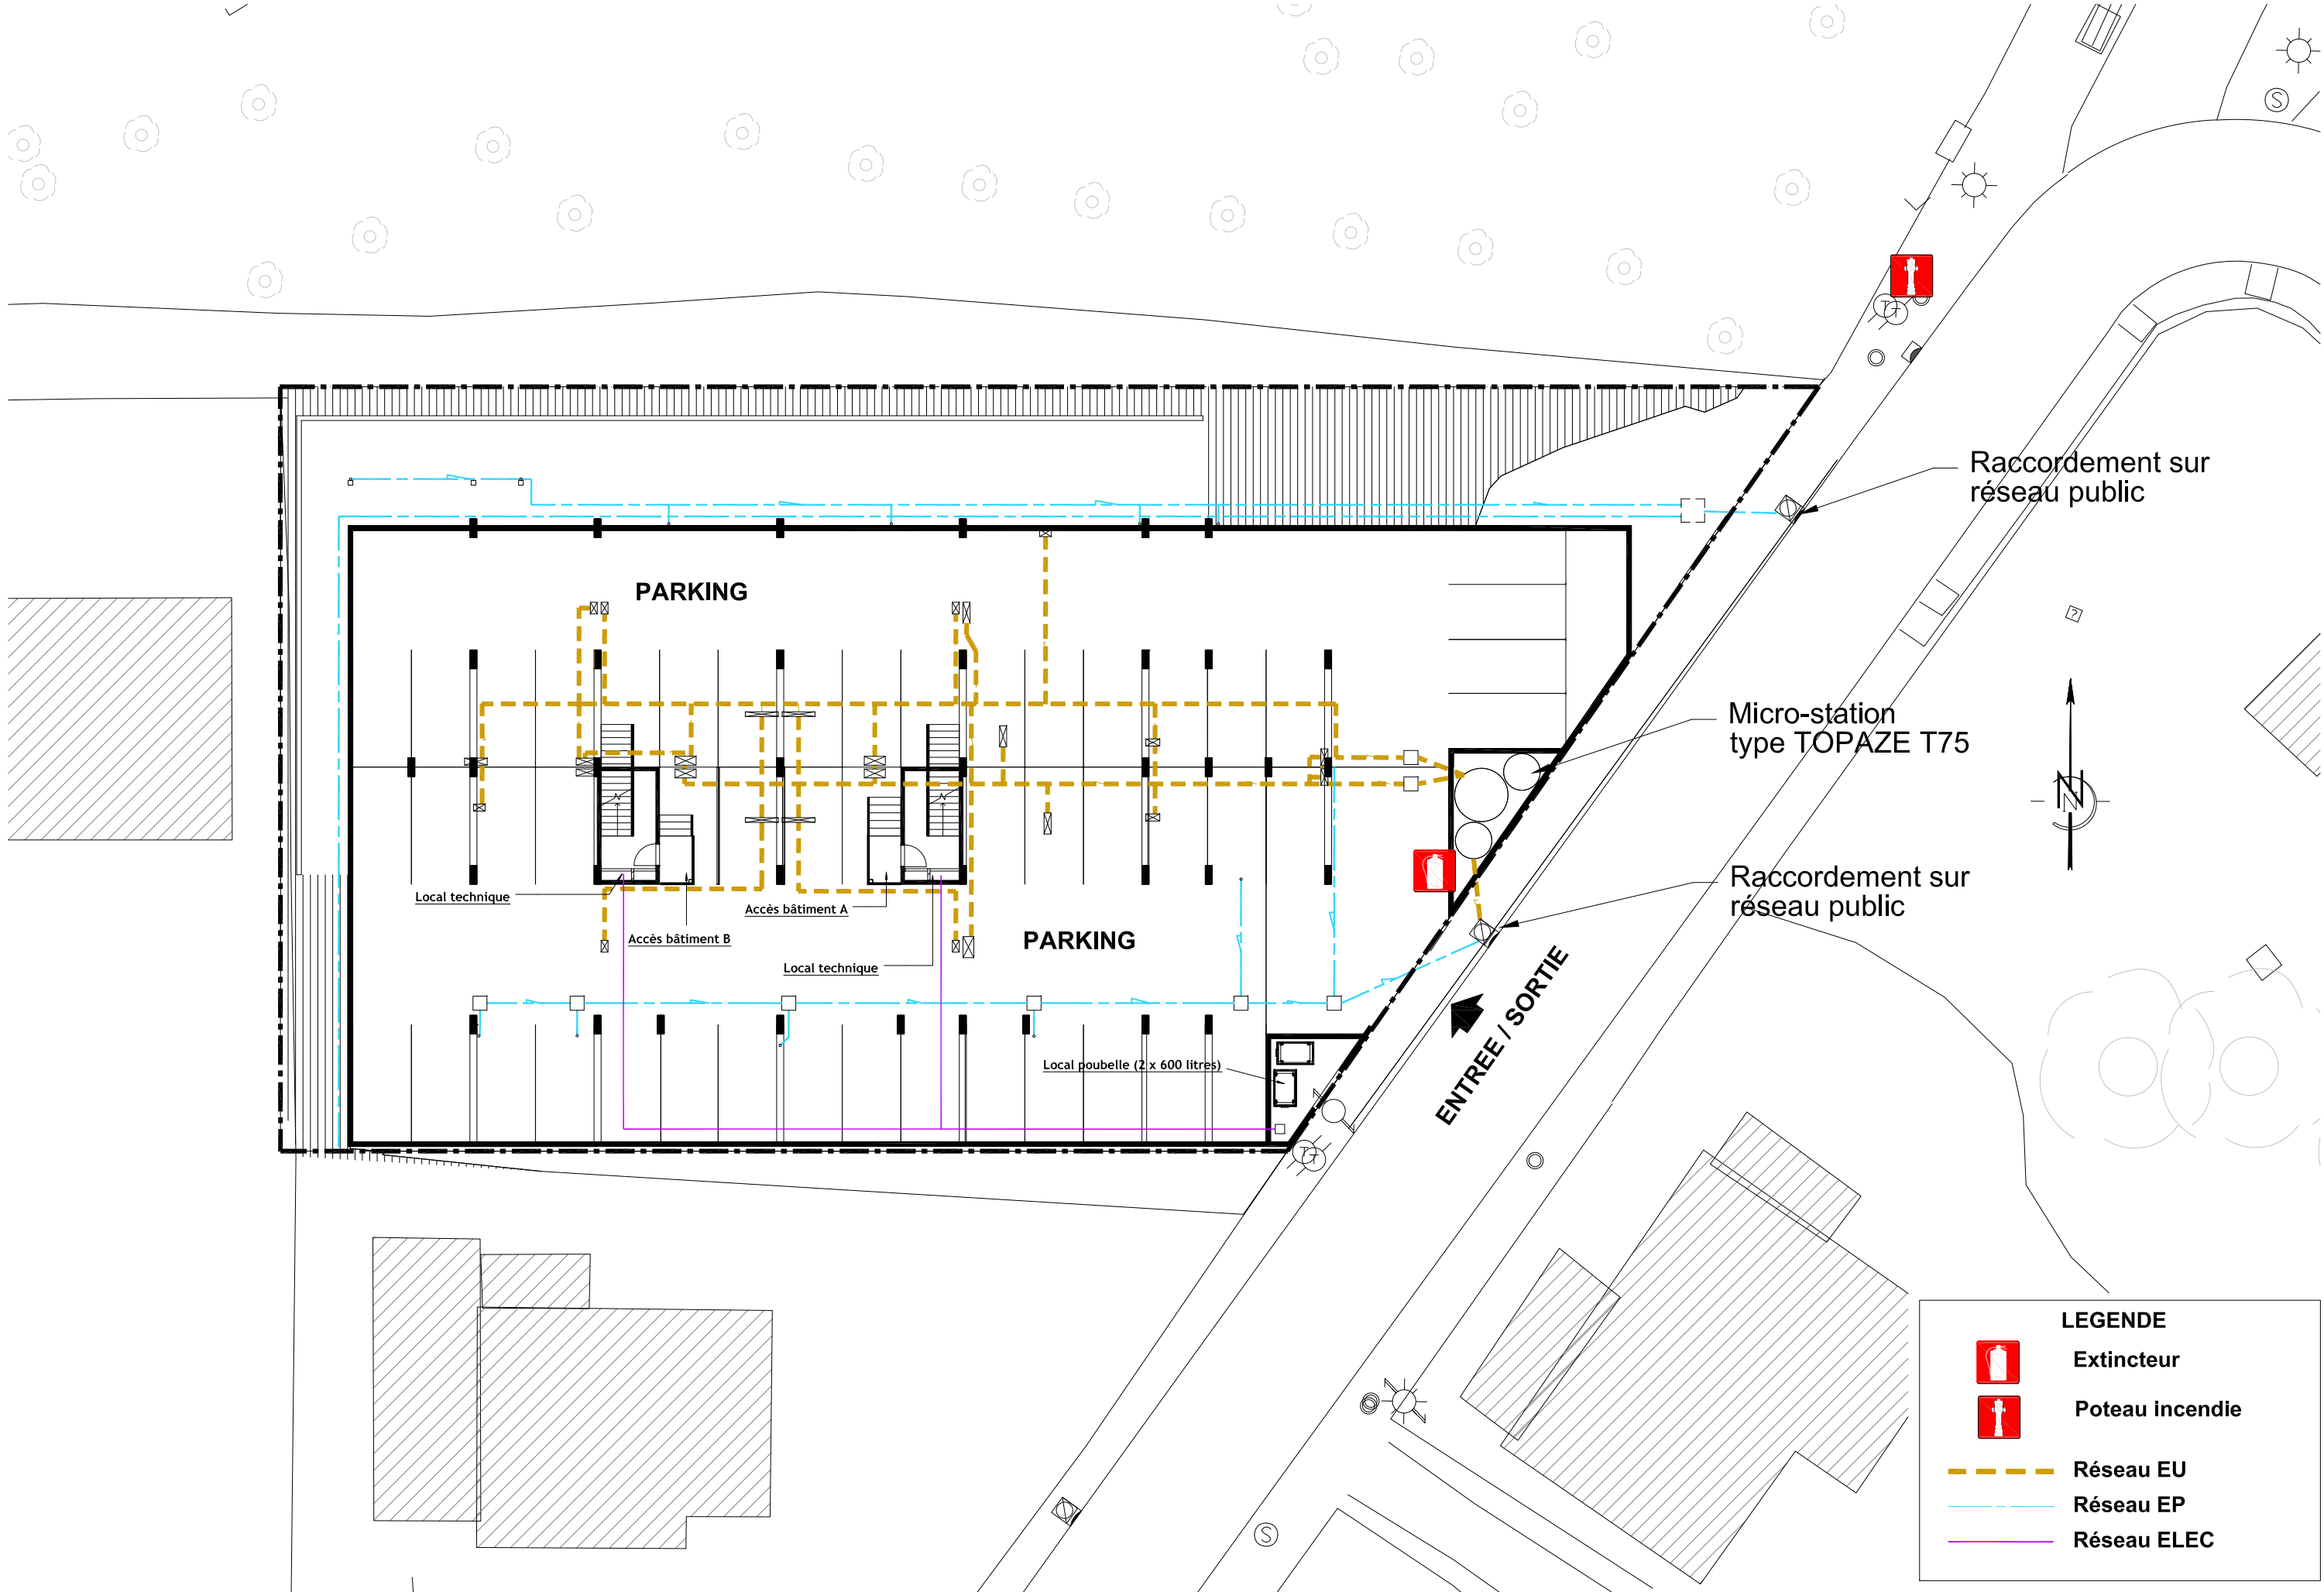 S
Raccordement sur
réseau public
PARKING
Micro-station
type TOPAZE T75
?
N
N
Local technique
Accès bâtiment B
Accès bâtiment A
Local technique
PARKING
Raccordement sur
réseau public
ENTREE / SORTIE
Local poubelle (2 x 600 litres)
T
T
T
T
S
LEGENDE
Extincteur
Poteau incendie
Réseau EU
Réseau EP
Réseau ELEC